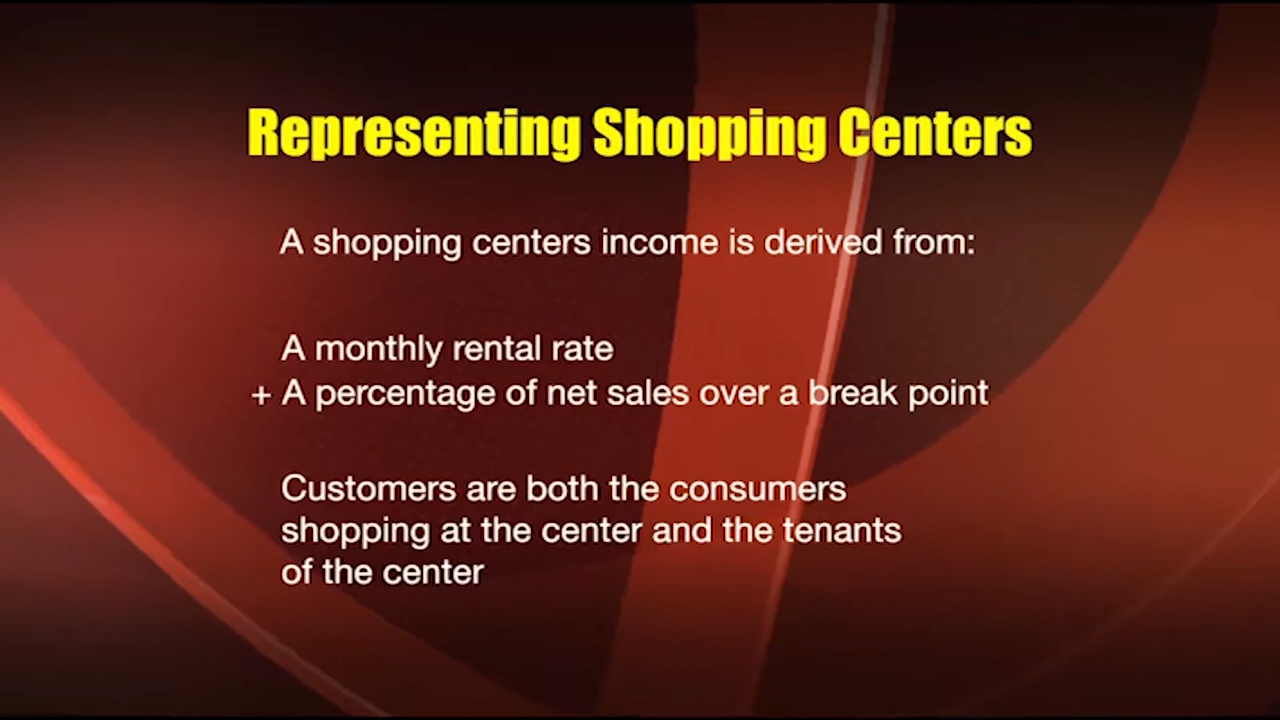 Representing Shopping Centers
A shopping centers income is derived from:
A monthly rental rate
+ A percentage of net sales over a break point
Customers are both the consumers
shopping at the center and the tenants
of the center